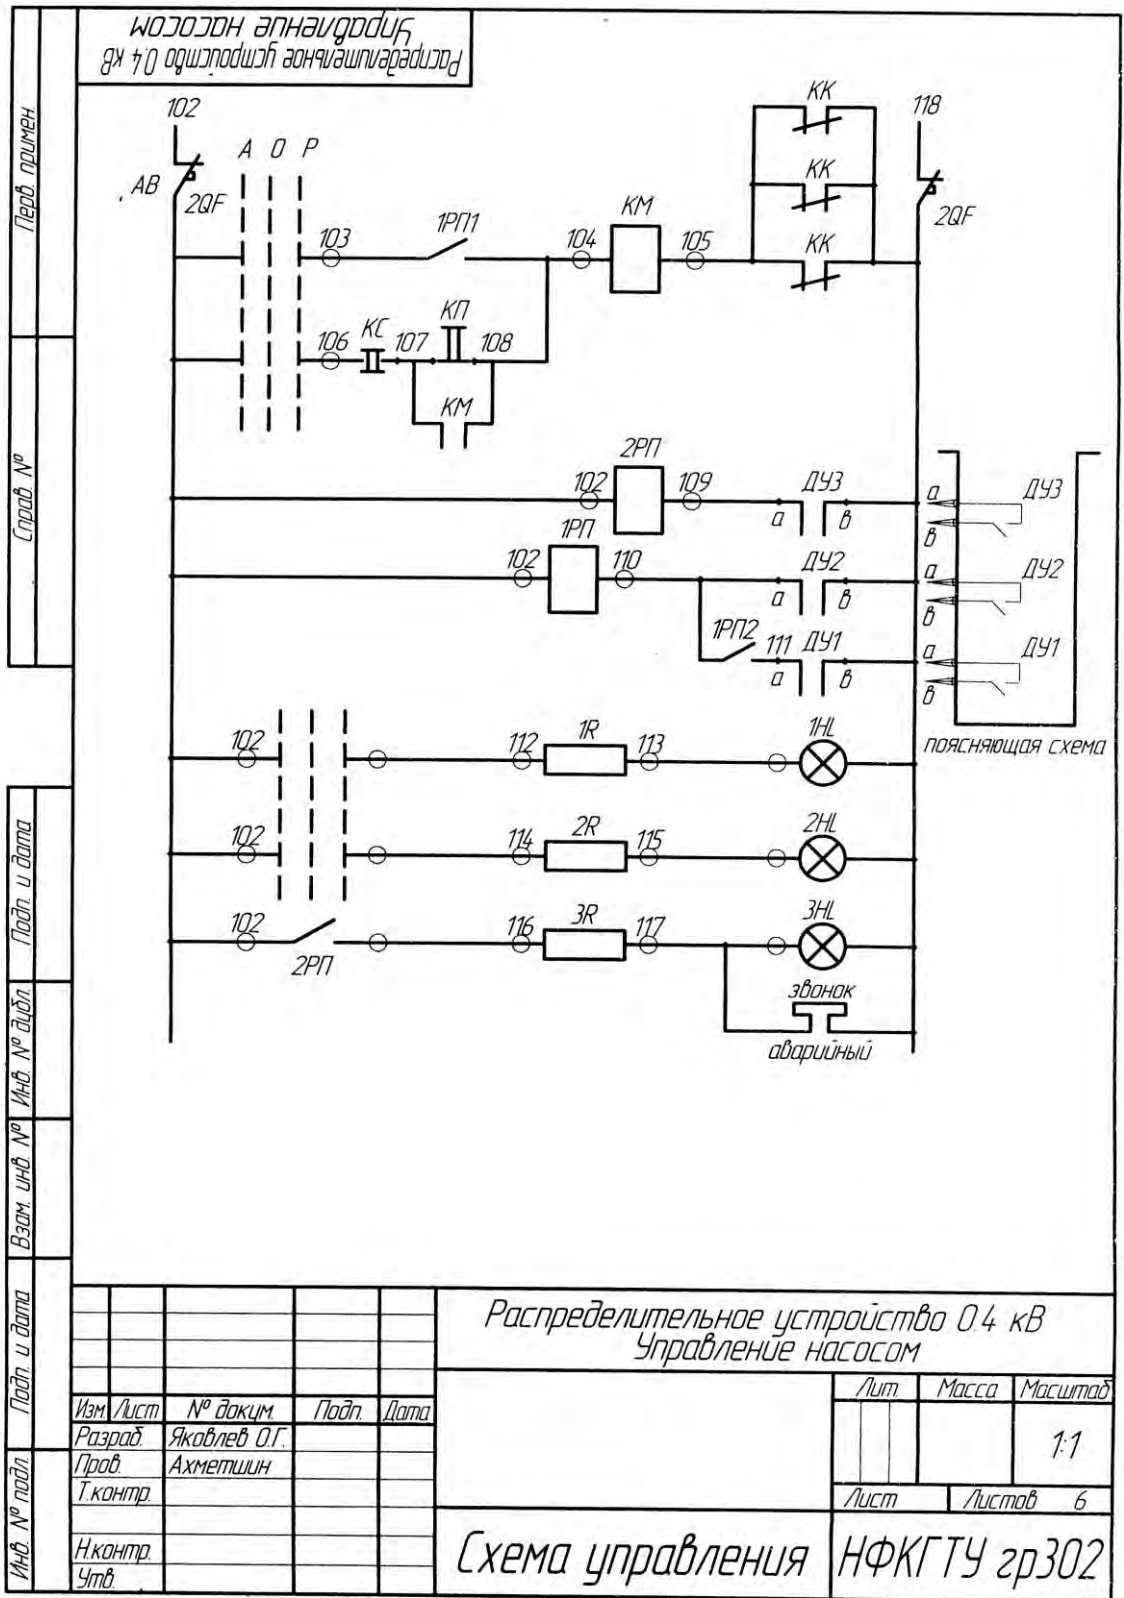 Распределительное устройство 0.4 кВ
Управление насосом
Перв. примен.
Справ. №
Подп. и дата
Инв. № дубл.
Взам. инв. №
Подп. и дата
Инв. № подл.
102
АВ
2QF
А О Р
103
1РП1
104
КМ
105
КК
КК
КК
118
2QF
106
КС
107
КП
108
КМ
102
2РП
109
ДУ3
а
в
102
1РП
110
ДУ2
а
в
1РП2
111
ДУ1
а
в
а
ДУ3
в
а
ДУ2
в
а
ДУ1
в
поясняющая схема
102
112
1R
113
1HL
102
114
2R
115
2HL
102
2РП
116
3R
117
3HL
звонок
аварийный
Распределительное устройство 0.4 кВ
Управление насосом
Лит. Масса Масштаб
1:1
Лист Листов 6
Изм Лист № докум. Подп. Дата
Разраб. Яковлев О.Г.
Пров. Ахметшин
Т.контр.
Н.контр.
Утв.
Схема управления
НФКГТУ гр302